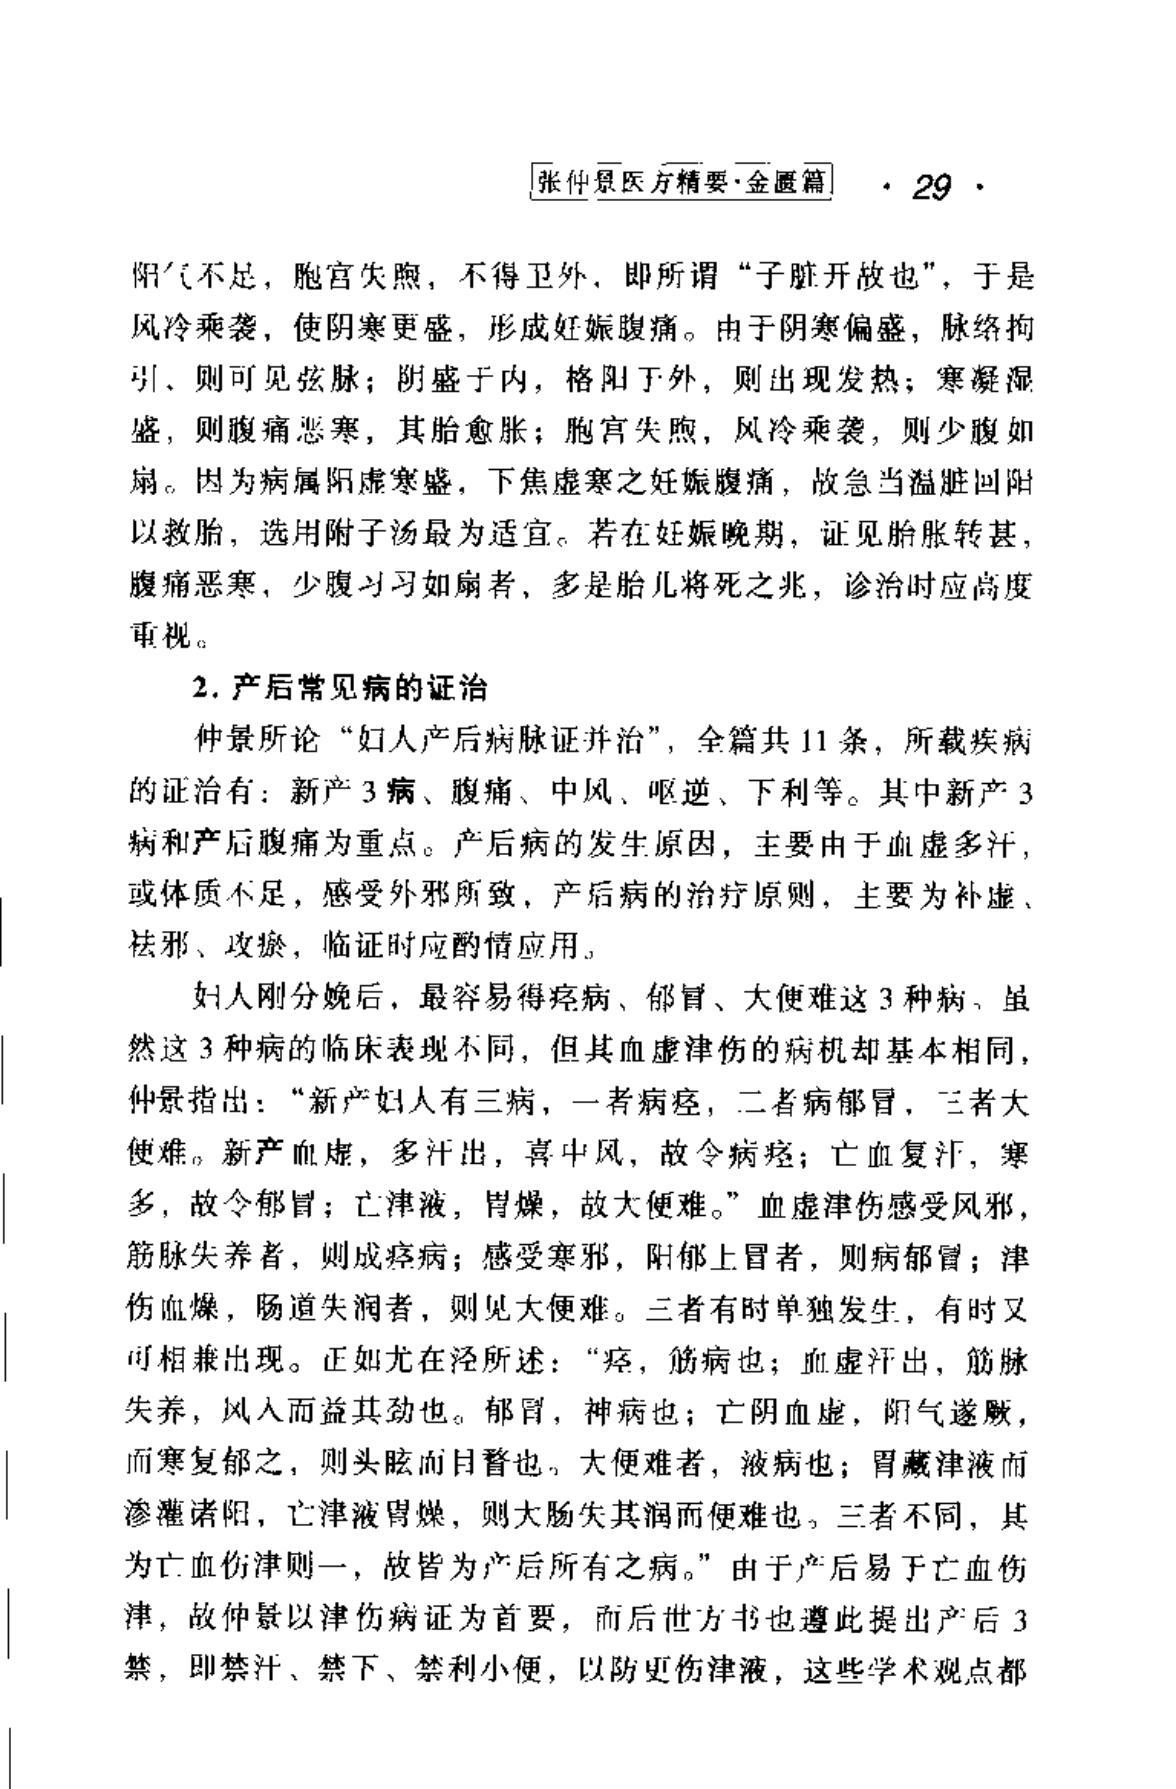 张仲景医方精要·金匮篇 · 29 ·
阳气不足，胞宫失煦，不得卫外，即所谓“子脏开故也”，于是
风冷乘袭，使阴寒更盛，形成妊娠腹痛。由于阴寒偏盛，脉络拘
引、则可见弦脉；阴盛于内，格阳于外，则出现发热；寒凝湿
盛，则腹痛恶寒，其胎愈胀；胞宫失煦，风冷乘袭，则少腹如
扇。因为病属阳虚寒盛，下焦虚寒之妊娠腹痛，故急当温脏回阳
以救胎，选用附子汤最为适宜。若在妊娠晚期，证见胎胀转甚，
腹痛恶寒，少腹习习如扇者，多是胎儿将死之兆，诊治时应高度
重视。
2. 产后常见病的证治
仲景所论“妇人产后病脉证并治”，全篇共 11 条，所载疾病
的证治有：新产 3 病、腹痛、中风、呕逆、下利等。其中新产 3
病和产后腹痛为重点。产后病的发生原因，主要由于血虚多汗，
或体质不足，感受外邪所致，产后病的治疗原则，主要为补虚、
祛邪、攻瘀，临证时应酌情应用。
妇人刚分娩后，最容易得痉病、郁冒、大便难这 3 种病、虽
然这 3 种病的临床表现不同，但其血虚津伤的病机却基本相同，
仲景指出：“新产妇人有三病，一者病痉，二者病郁冒，三者大
便难。新产血虚，多汗出，喜中风，故令病痉；亡血复汗，寒
多，故令郁冒；亡津液，胃燥，故大便难。”血虚津伤感受风邪，
筋脉失养者，则成痉病；感受寒邪，阳郁上冒者，则病郁冒；津
伤血燥，肠道失润者，则见大便难。三者有时单独发生，有时又
可相兼出现。正如尤在泾所述：“痉，筋病也；血虚汗出，筋脉
失养，风入而益其劲也。郁冒，神病也；亡阴血虚，阳气遂厥，
而寒复郁之，则头眩而目瞀也。大便难者，液病也；胃藏津液而
渗灌诸阳，亡津液胃燥，则大肠失其润而便难也。三者不同，其
为亡血伤津则一，故皆为产后所有之病。”由于产后易于亡血伤
津，故仲景以津伤病证为首要，而后世方书也遵此提出产后 3
禁，即禁汗、禁下、禁利小便，以防更伤津液，这些学术观点都